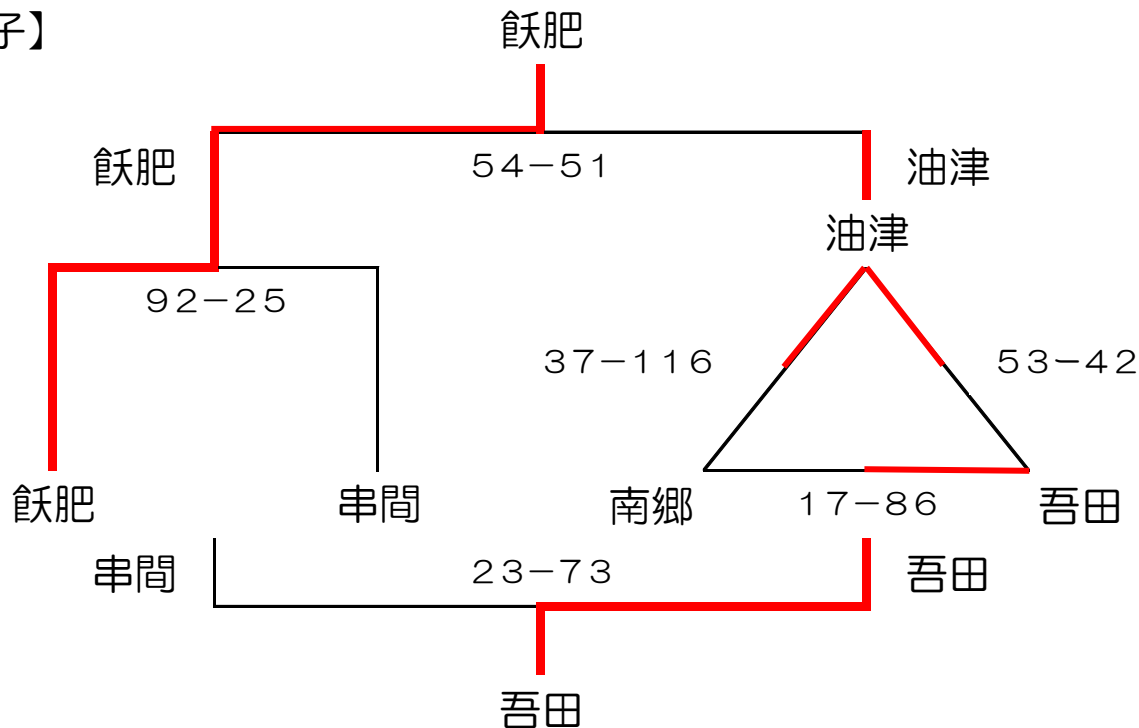 子】
飫肥
飫肥 54－51 油津
油津
92－25
37－116 53－42
飫肥 串間 南郷 17－86 吾田
串間 23－73 吾田
吾田